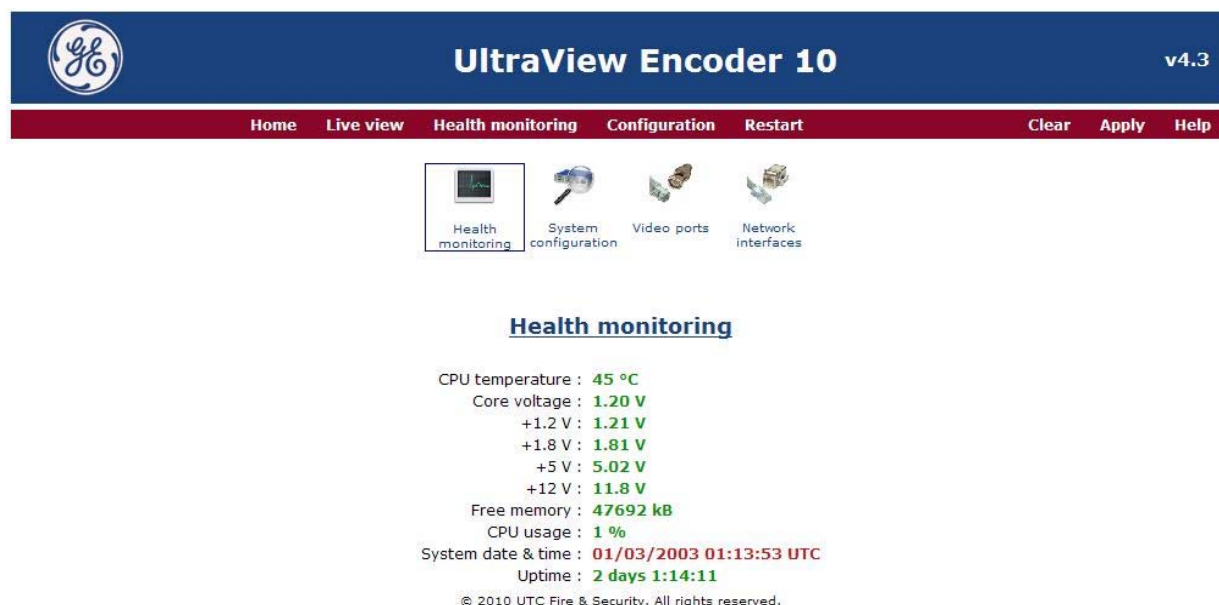 GE
UltraView Encoder 10
v4.3
Home Live view Health monitoring Configuration Restart Clear Apply Help
Health monitoring
System configuration
Video ports
Network interfaces
Health monitoring
CPU temperature : 45 °C
Core voltage : 1.20 V
+1.2 V : 1.21 V
+1.8 V : 1.81 V
+5 V : 5.02 V
+12 V : 11.8 V
Free memory : 47692 kB
CPU usage : 1 %
System date & time : 01/03/2003 01:13:53 UTC
Uptime : 2 days 1:14:11
© 2010 UTC Fire & Security. All rights reserved.